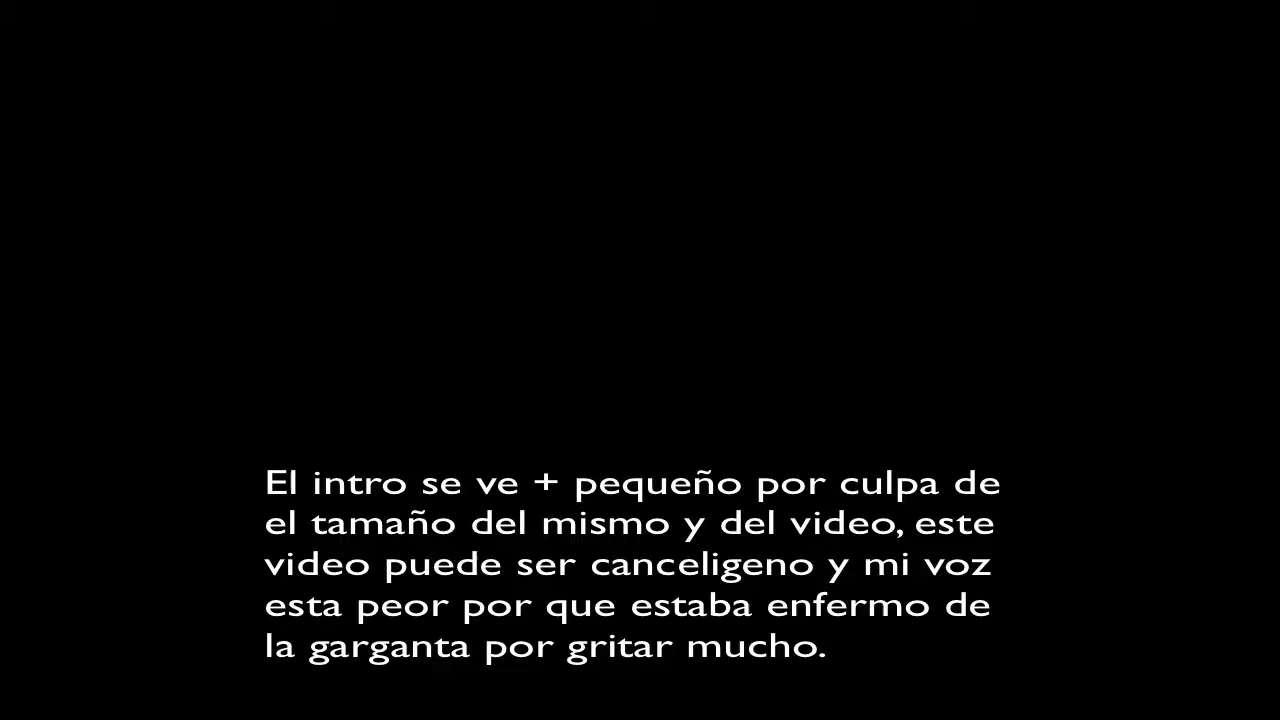 El intro se ve + pequeño por culpa de
el tamaño del mismo y del video, este
video puede ser canceligeno y mi voz
esta peor por que estaba enfermo de
la garganta por gritar mucho.